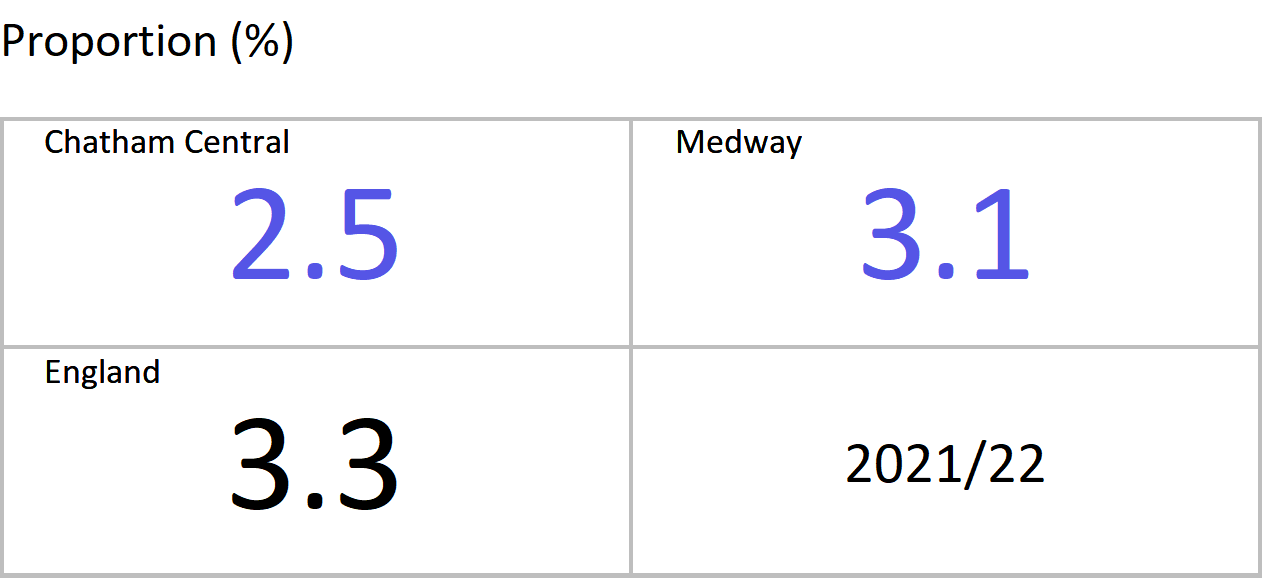 Proportion (%)
Chatham Central
2.5
Medway
3.1
England
3.3
2021/22